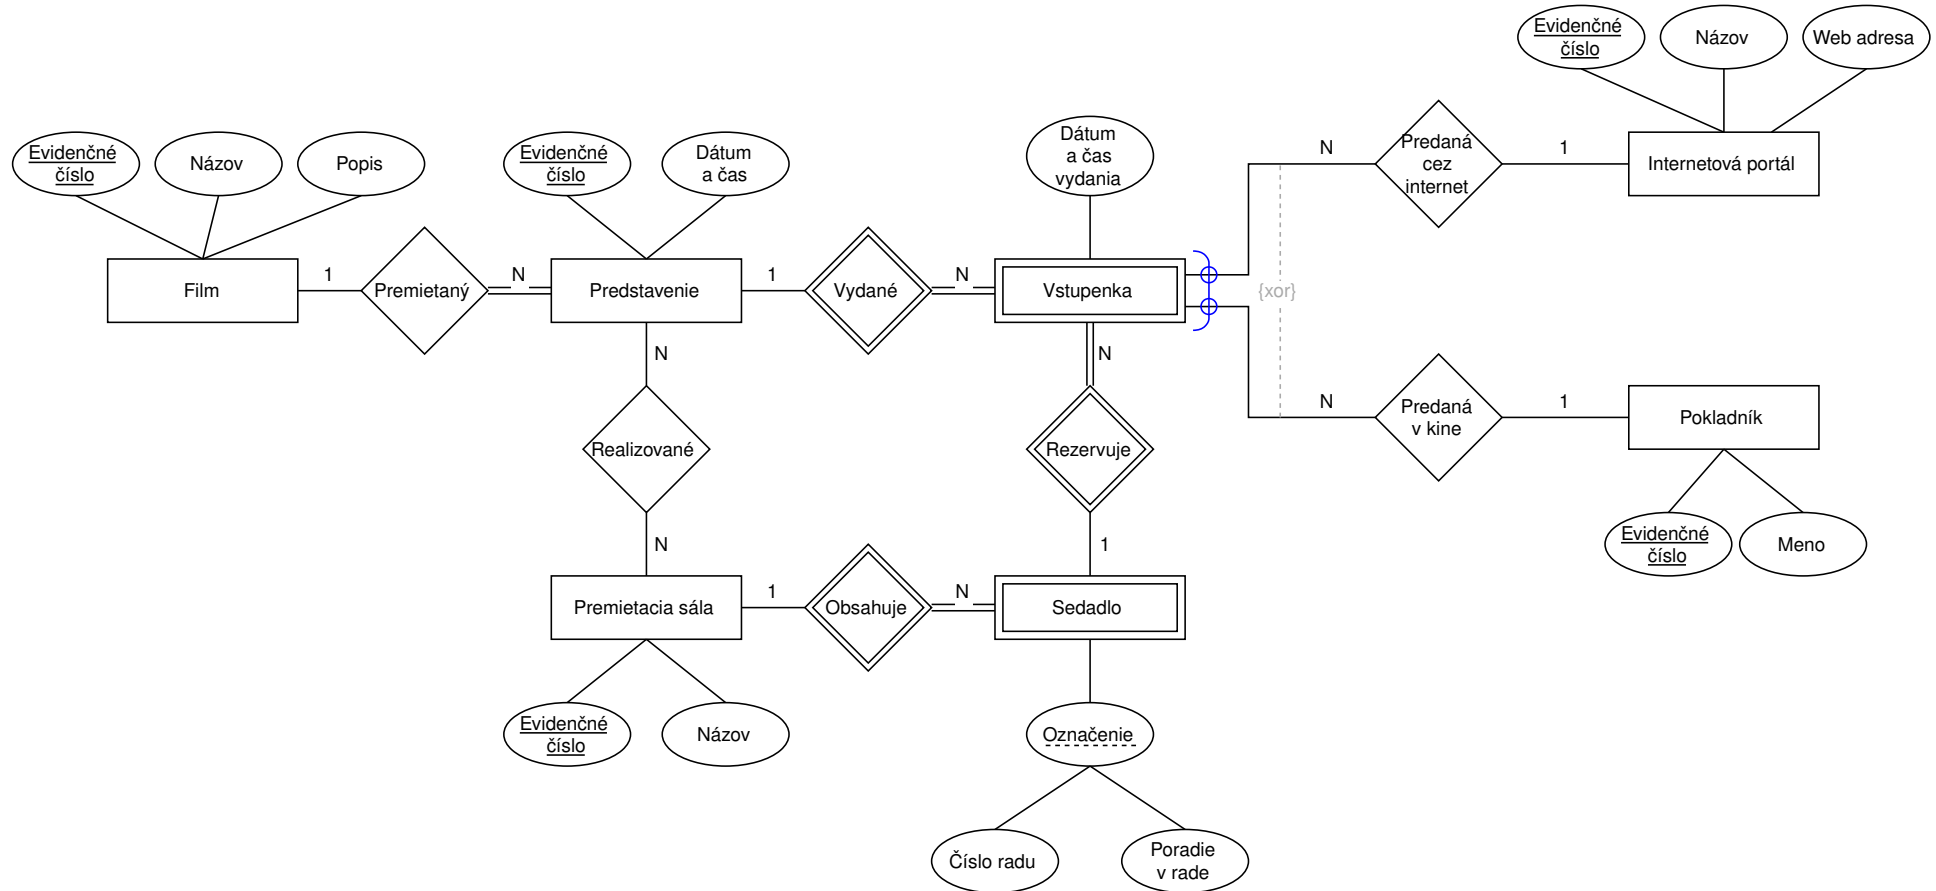 Evidenčné
číslo
Názov
Web adresa
Evidenčné
číslo
Názov
Popis
Evidenčné
číslo
Dátum
a čas
Dátum
a čas
vydania
N
Predaná
cez
internet
1
Internetová portál
Film
1
Premietaný
N
Predstavenie
1
Vydané
N
Vstupenka
{xor}
N
N
Realizované
N
Rezervuje
1
N
Predaná
v kine
1
Pokladník
Evidenčné
číslo
Meno
Premietacia sála
1
Obsahuje
N
Sedadlo
Evidenčné
číslo
Názov
Označenie
Číslo radu
Poradie
v rade